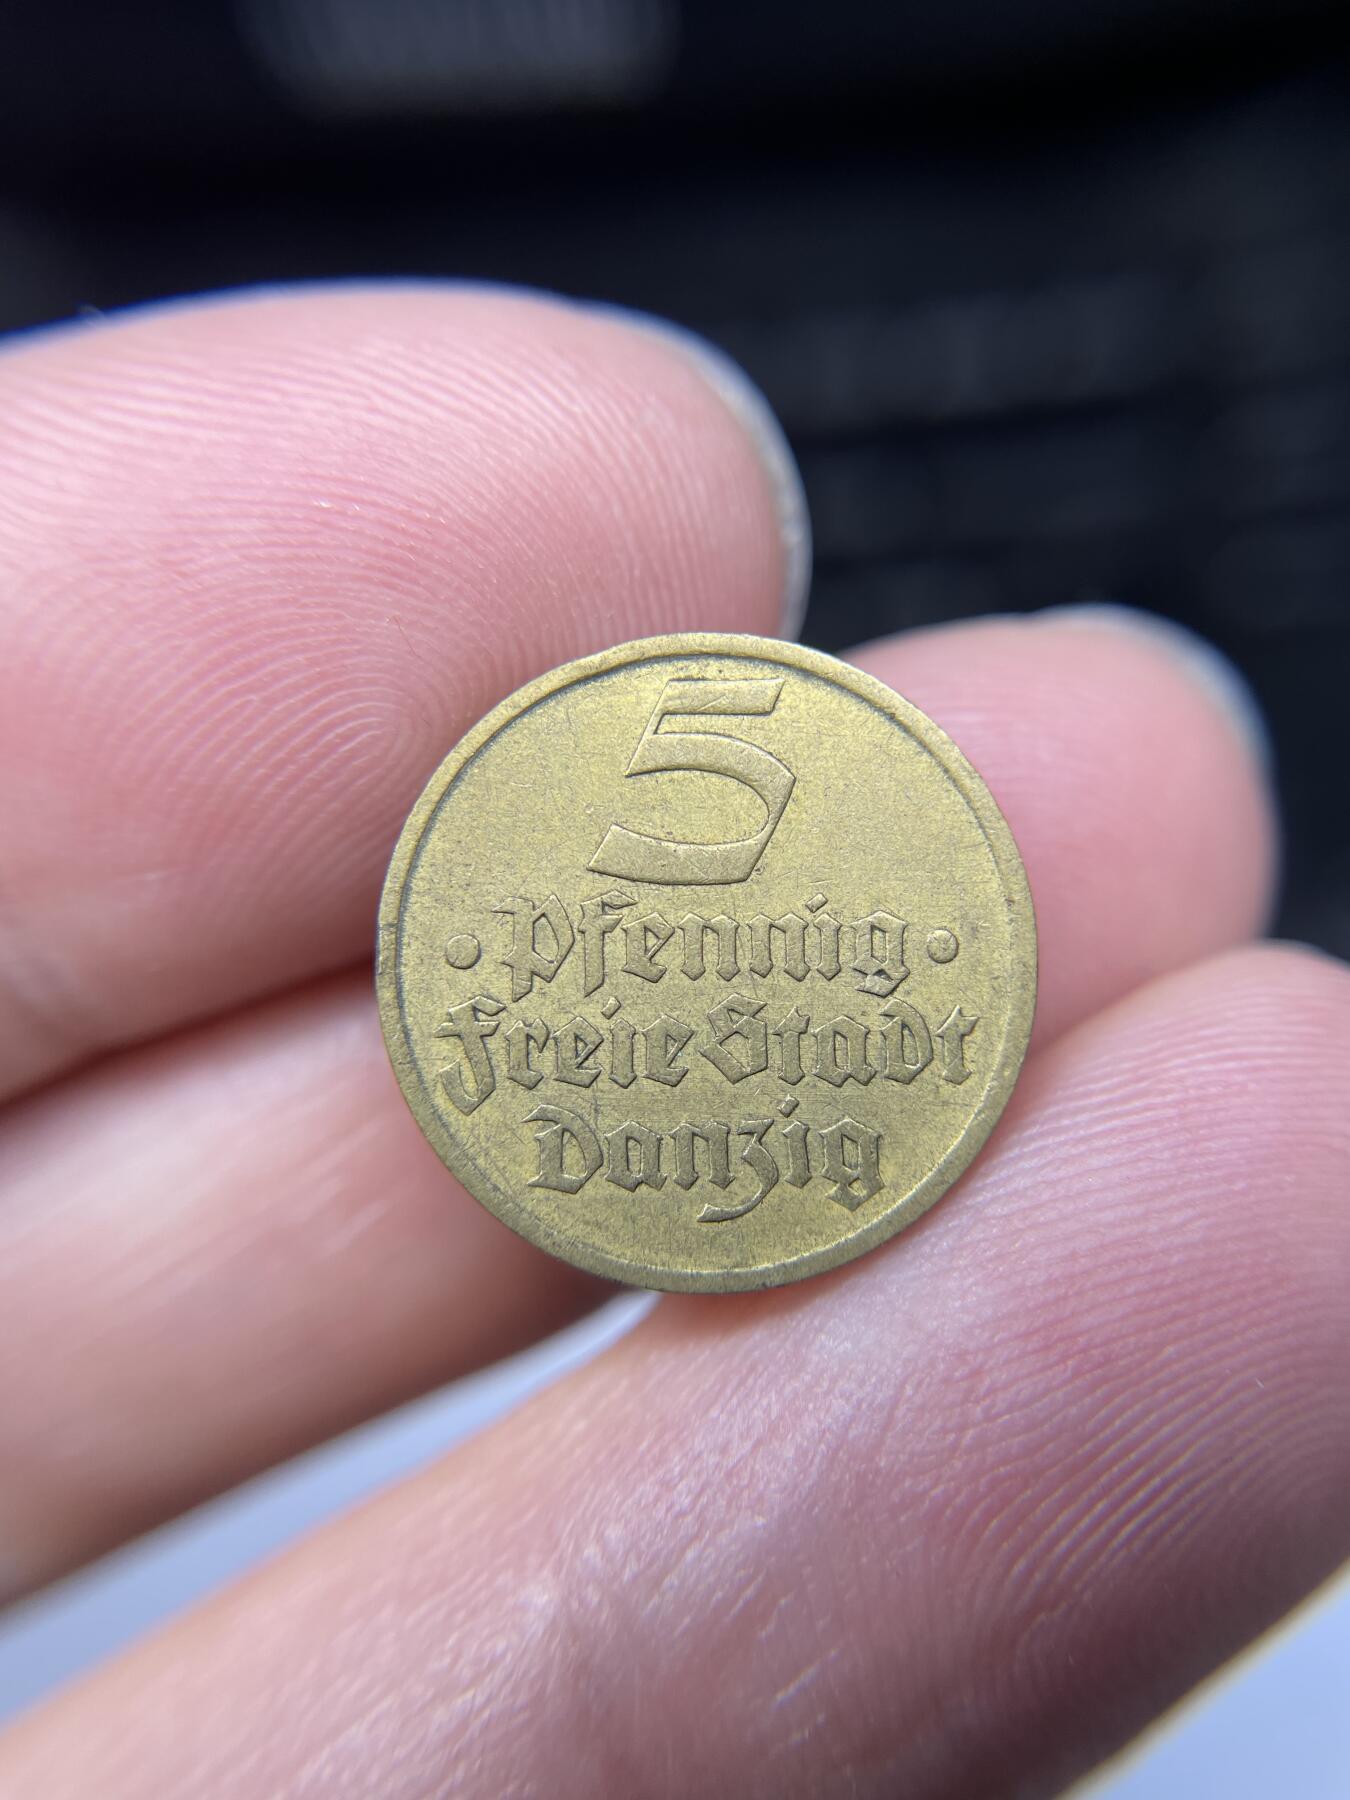 5
• Pfennig •
Freie Stadt
Danzig